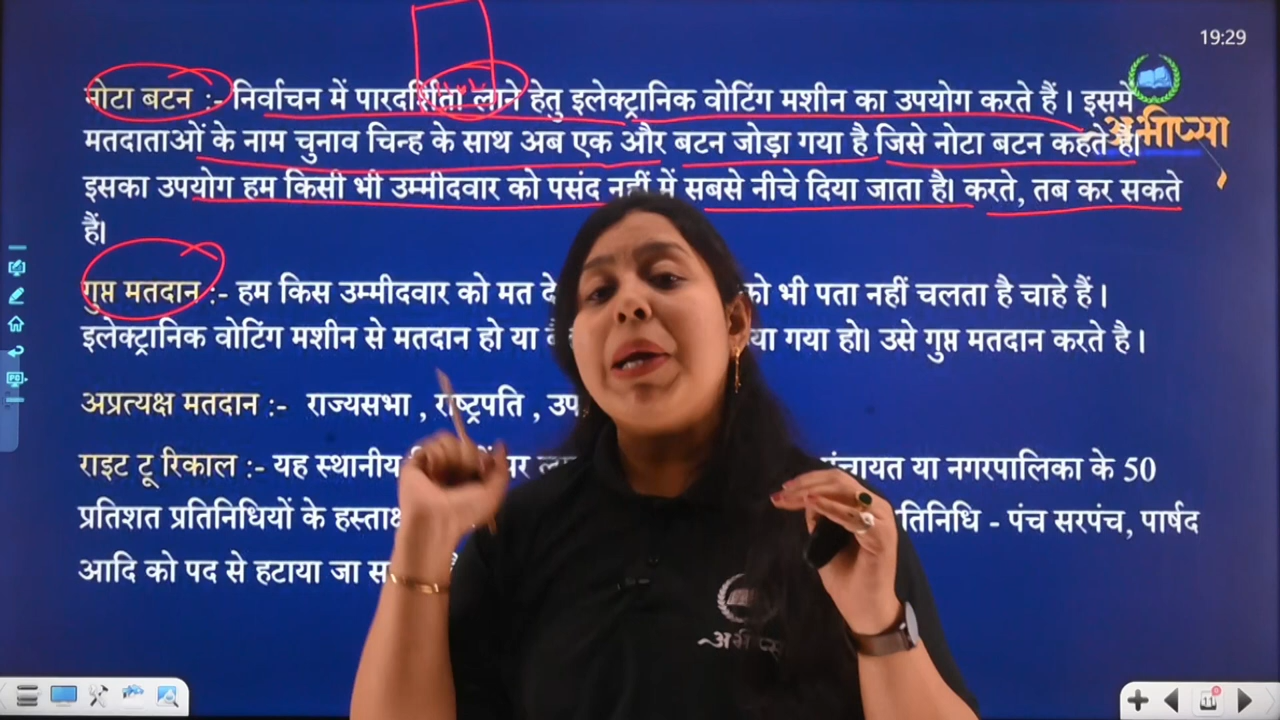 19:29
नोटा बटन :- निर्वाचन में पारदर्शिता लाने हेतु इलेक्ट्रानिक वोटिंग मशीन का उपयोग करते हैं । इसमें
अभीप्सा
मतदाताओं के नाम चुनाव चिन्ह के साथ अब एक और बटन जोड़ा गया है जिसे नोटा बटन कहते हैं।
इसका उपयोग हम किसी भी उम्मीदवार को पसंद नहीं में सबसे नीचे दिया जाता है। करते, तब कर सकते
हैं।
गुप्त मतदान :- हम किस उम्मीदवार को मत दे को भी पता नहीं चलता है चाहे हैं ।
इलेक्ट्रानिक वोटिंग मशीन से मतदान हो या गया हो। उसे गुप्त मतदान करते है ।
अप्रत्यक्ष मतदान :- राज्यसभा , राष्ट्रपति , उप
राइट टू रिकाल :- यह स्थानीय पंचायत या नगरपालिका के 50
प्रतिशत प्रतिनिधियों के - पंच सरपंच, पार्षद
आदि को पद से हटाया जा
अभीप्सा
11